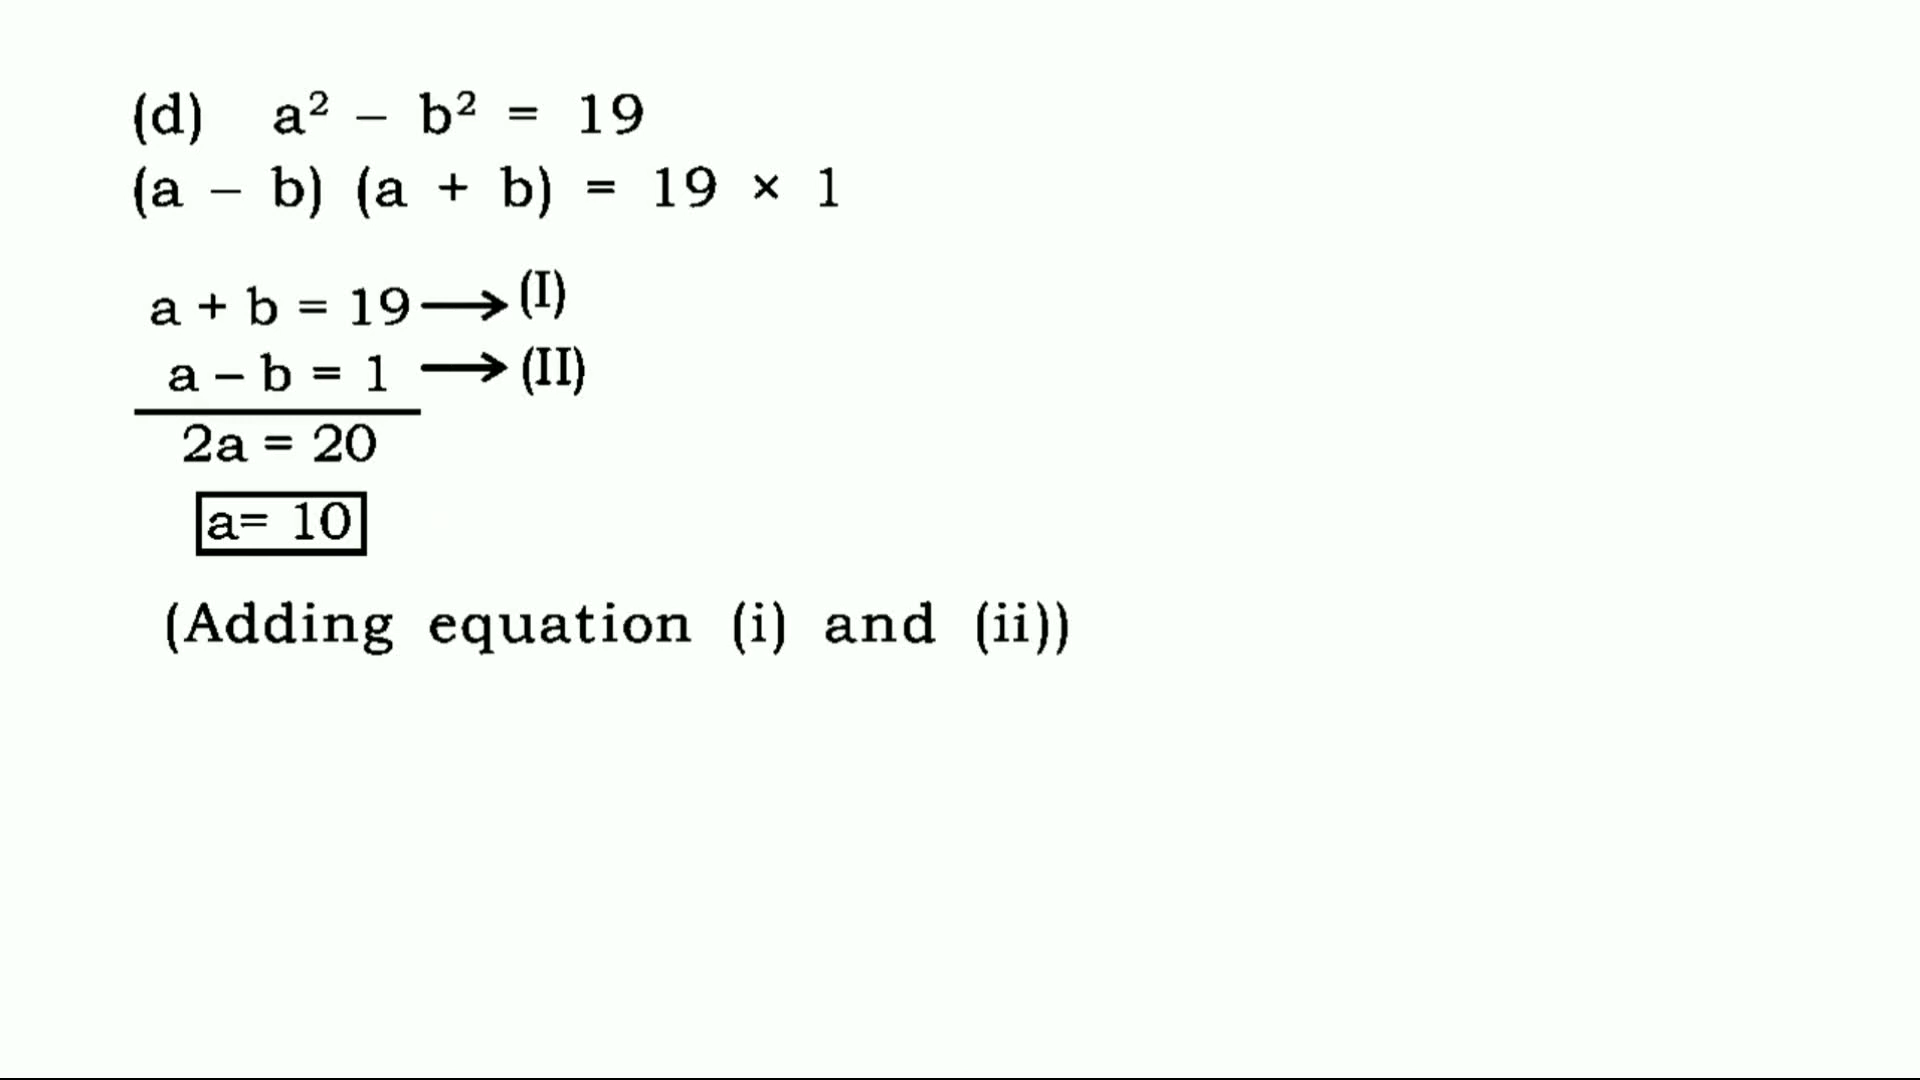 (d) a² – b² = 19
(a – b) (a + b) = 19 × 1
a + b = 19 ⟶ (I)
a – b = 1 ⟶ (II)
2a = 20
a= 10
(Adding equation (i) and (ii))